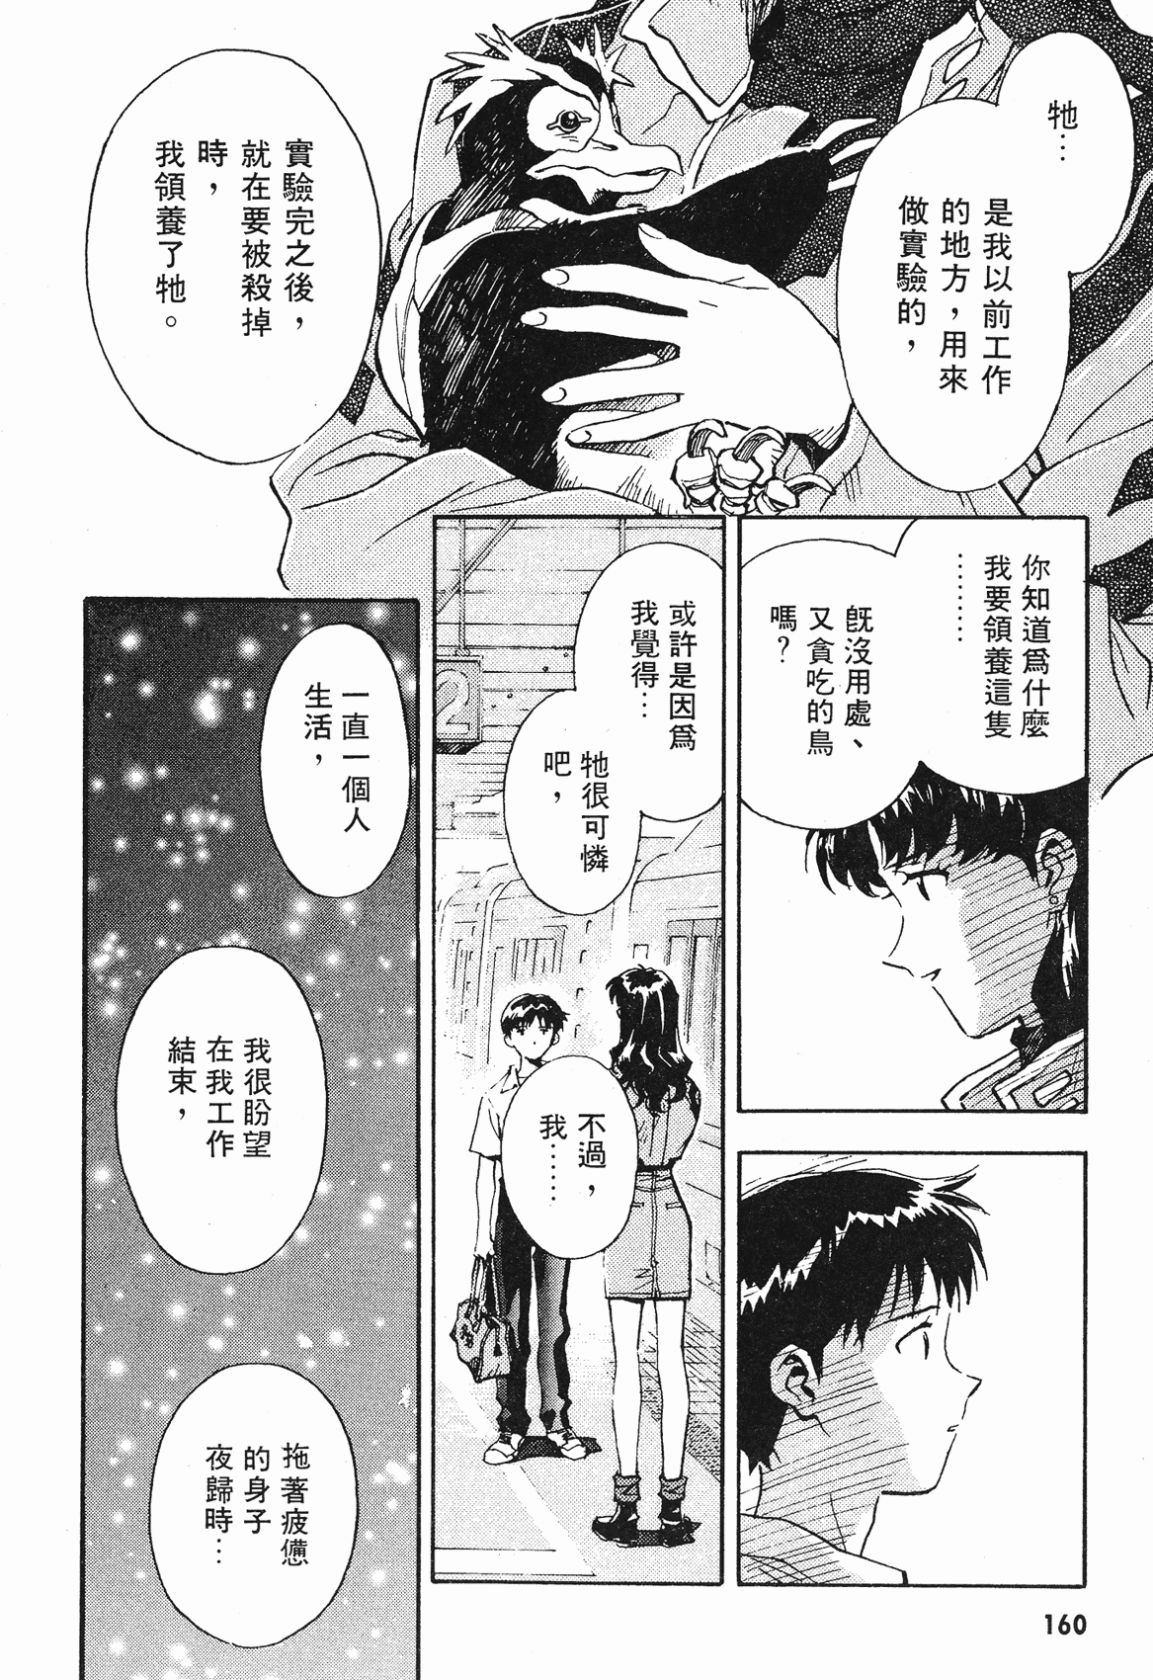 牠…
是我以前工作
的地方，用來
做實驗的，
實驗完之後，
就在要被殺掉
時，
我領養了牠。
你知道爲什麼
我要領養這隻
………
既沒用處、
又貪吃的鳥
嗎？
或許是因爲
我覺得…
牠很可憐
吧，
不過，
我……
2
一直一個人
生活，
我很盼望
在我工作
結束，
拖著疲憊
的身子
夜歸時…
160